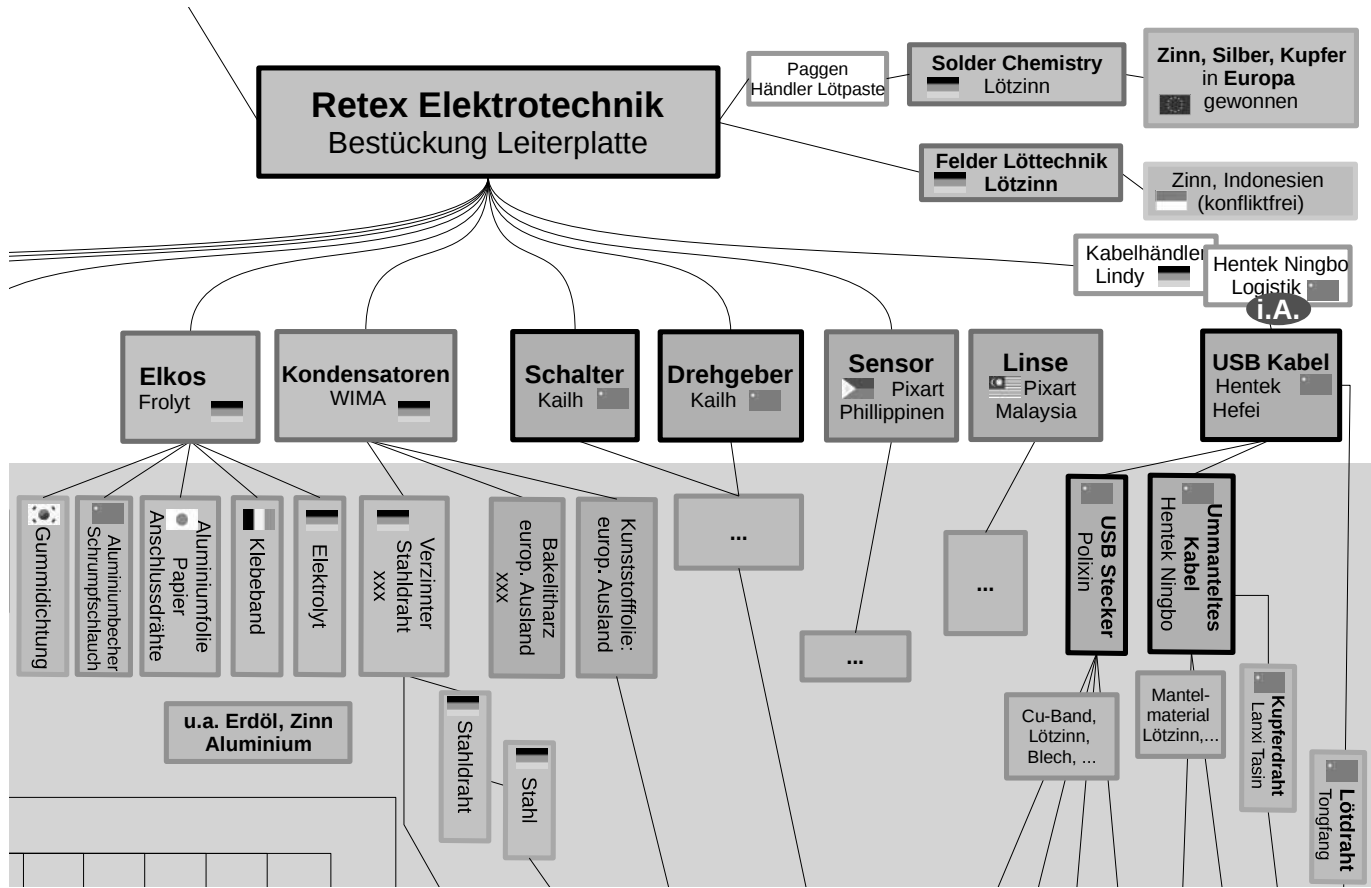 Retex Elektrotechnik
Bestückung Leiterplatte
Paggen
Händler Lötpaste
Solder Chemistry
Lötzinn
Zinn, Silber, Kupfer
in Europa
gewonnen
Felder Löttechnik
Lötzinn
Zinn, Indonesien
(konfliktfrei)
Kabelhändler
Lindy
Hentek Ningbo
Logistik
i.A.
Elkos
Frolyt
Kondensatoren
WIMA
Schalter
Kailh
Drehgeber
Kailh
Sensor
Pixart
Phillippinen
Linse
Pixart
Malaysia
USB Kabel
Hentek
Hefei
Gummidichtung
Aluminiumbecher
Schrumpfschlauch
Aluminiumfolie
Papier
Anschlussdrähte
Klebeband
Elektrolyt
Verzinnter
Stahldraht
xxx
Bakelitharz
europ. Ausland
xxx
Kunststofffolie:
europ. Ausland
...
...
...
USB Stecker
Polixin
Ummanteltes
Kabel
Hentek Ningbo
u.a. Erdöl, Zinn
Aluminium
Stahldraht
Stahl
Cu-Band,
Lötzinn,
Blech, ...
Mantel-
material
Lötzinn,...
Kupferdraht
Lanxi Tasin
Lötdraht
Tongfang